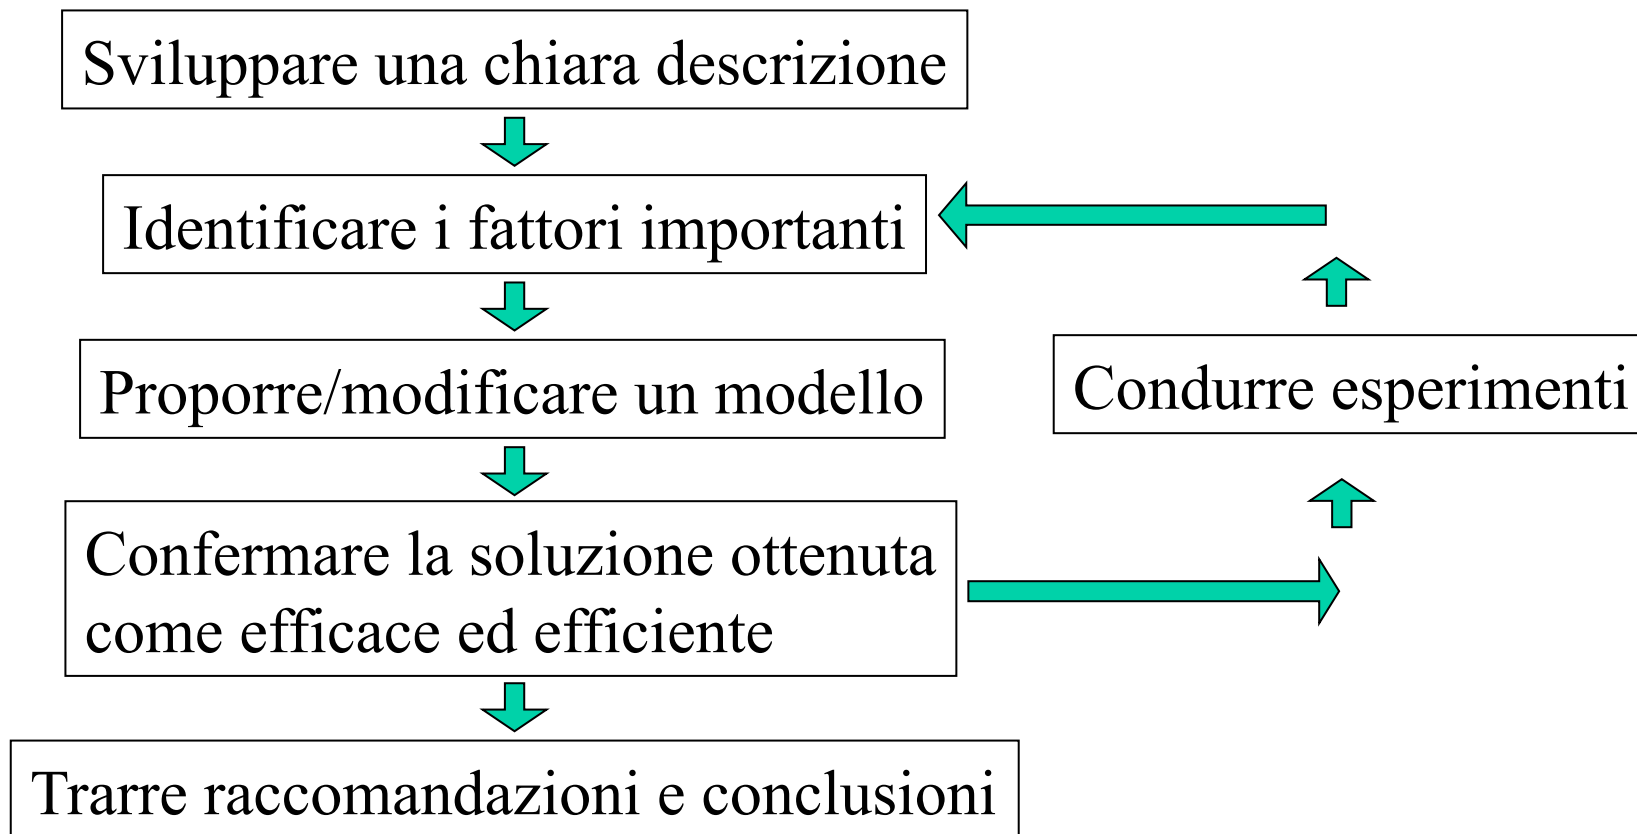 Sviluppare una chiara descrizione
Identificare i fattori importanti
Proporre/modificare un modello
Condurre esperimenti
Confermare la soluzione ottenuta
come efficace ed efficiente
Trarre raccomandazioni e conclusioni